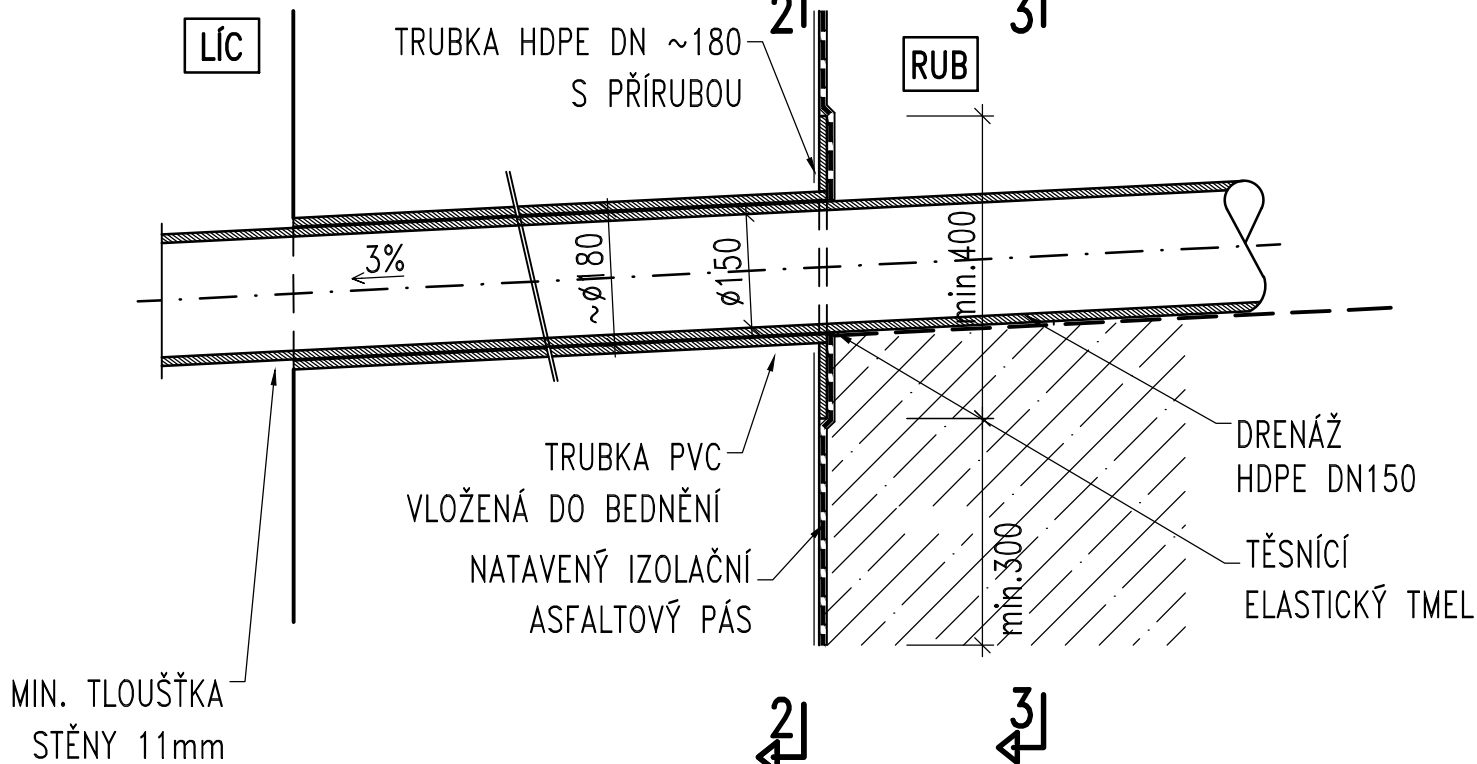 2
3
LÍC
TRUBKA HDPE DN ~180
S PŘÍRUBOU
RUB
3%
~ø180
ø150
min.400
TRUBKA PVC
VLOŽENÁ DO BEDNĚNÍ
NATAVENÝ IZOLAČNÍ
ASFALTOVÝ PÁS
min.300
DRENÁŽ
HDPE DN150
TĚSNÍCÍ
ELASTICKÝ TMEL
MIN. TLOUŠŤKA
STĚNY 11mm
2
3